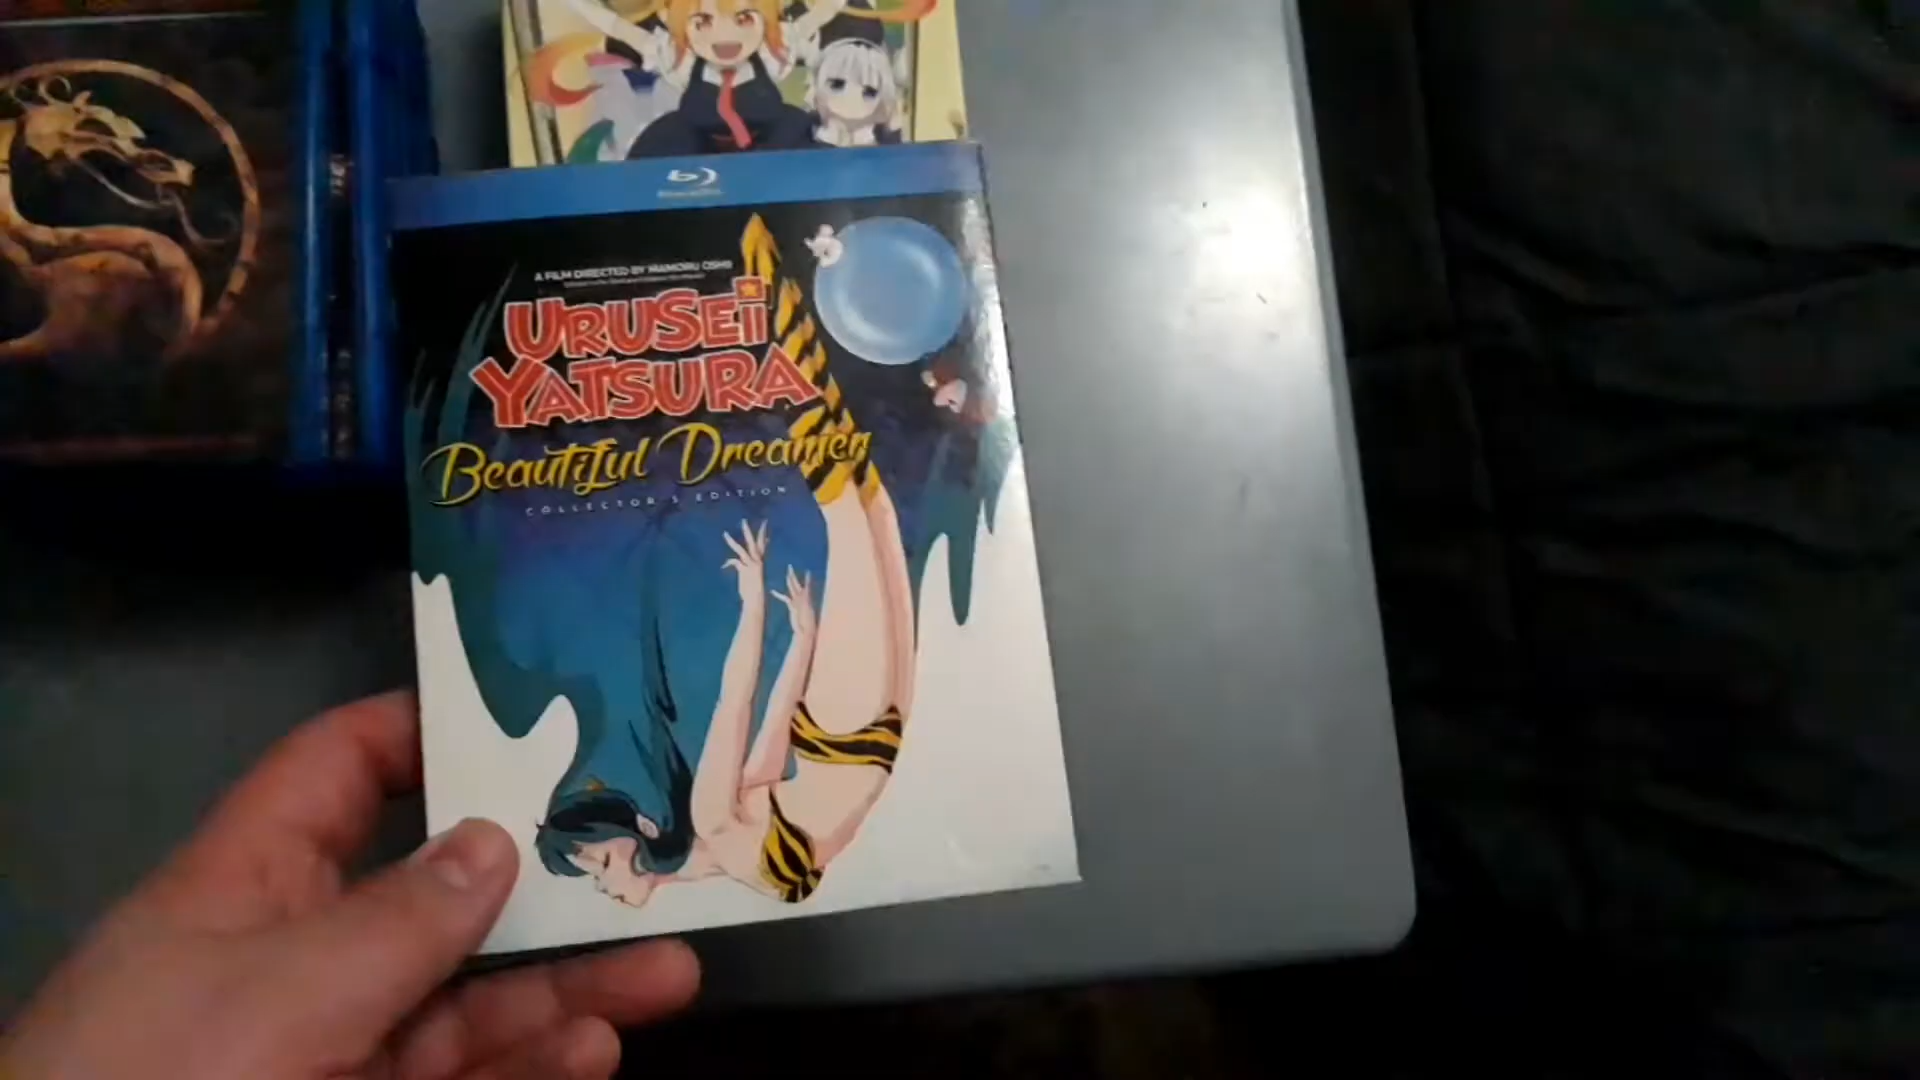 A FILM DIRECTED BY MAMORU OSHII
URUSEI
YATSURA
Beautiful Dreamer
COLLECTOR'S EDITION